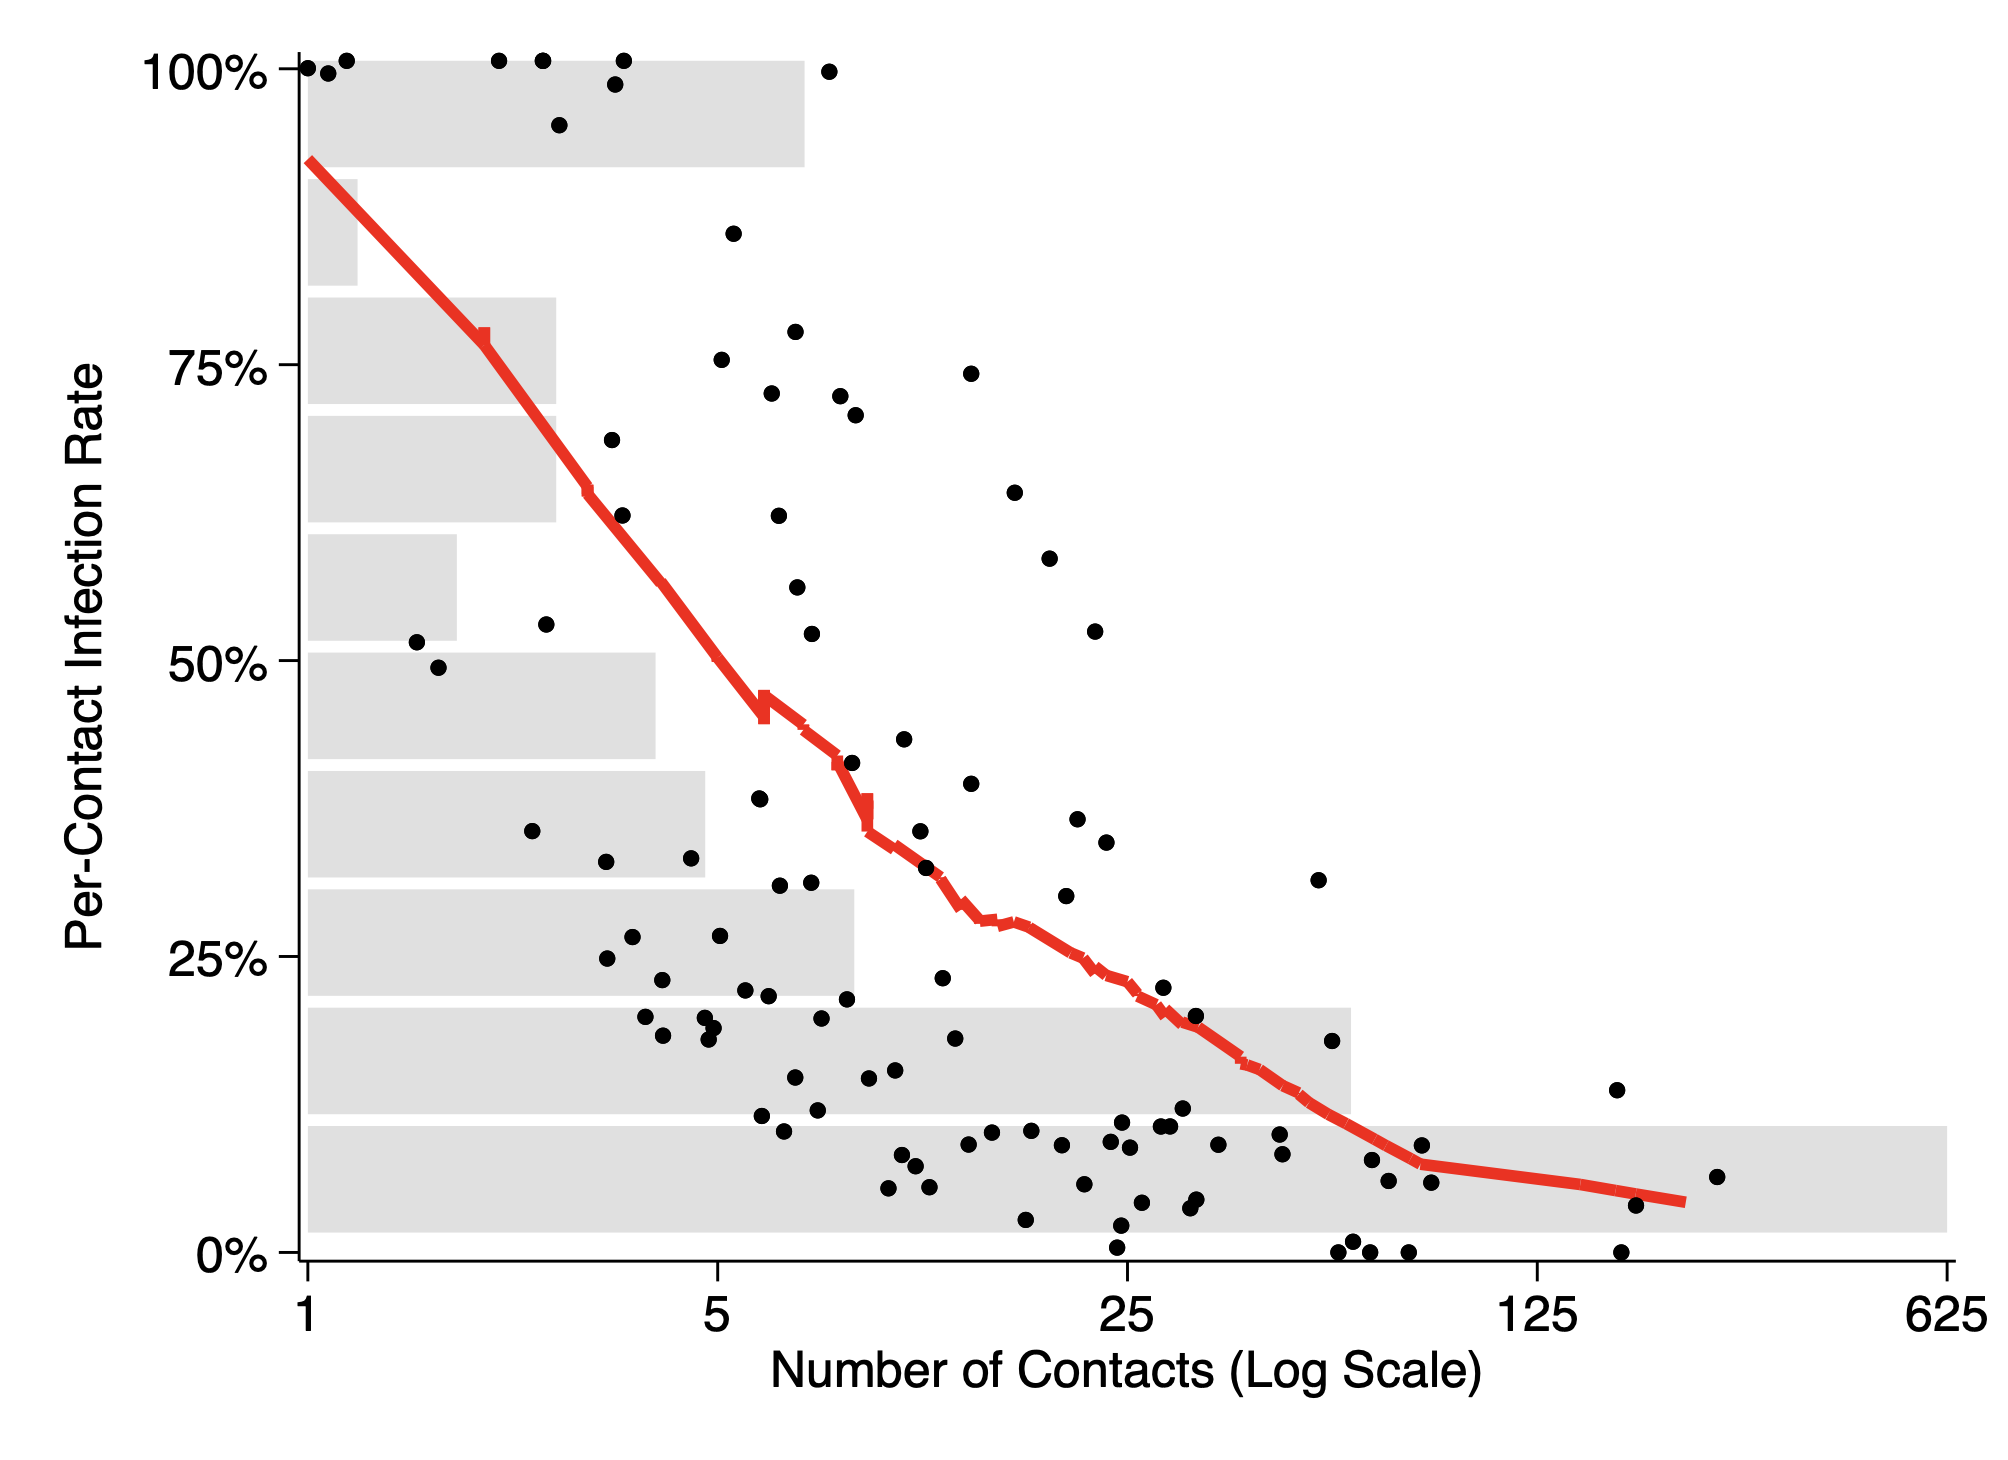 100%
75%
50%
25%
0%
Per-Contact Infection Rate
1 5 25 125 625
Number of Contacts (Log Scale)